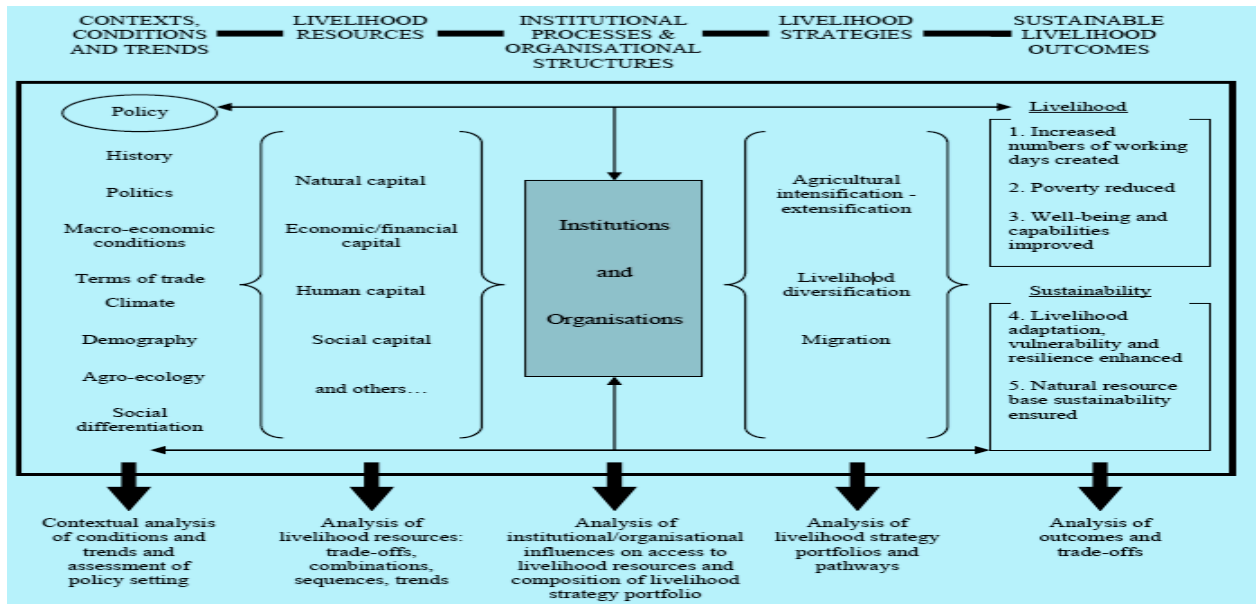 CONTEXTS,
CONDITIONS
AND TRENDS
LIVELIHOOD
RESOURCES
INSTITUTIONAL
PROCESSES &
ORGANISATIONAL
STRUCTURES
LIVELIHOOD
STRATEGIES
SUSTAINABLE
LIVELIHOOD
OUTCOMES
Policy
History
Politics
Macro-economic
conditions
Terms of trade
Climate
Demography
Agro-ecology
Social
differentiation
Natural capital
Economic/financial
capital
Human capital
Social capital
and others…
Institutions
and
Organisations
Agricultural
intensification -
extensification
Livelihood
diversification
Migration
Livelihood
1. Increased
numbers of working
days created
2. Poverty reduced
3. Well-being and
capabilities
improved
Sustainability
4. Livelihood
adaptation,
vulnerability and
resilience enhanced
5. Natural resource
base sustainability
ensured
Contextual analysis
of conditions and
trends and
assessment of
policy setting
Analysis of
livelihood resources:
trade-offs,
combinations,
sequences, trends
Analysis of
institutional/organisational
influences on access to
livelihood resources and
composition of livelihood
strategy portfolio
Analysis of
livelihood strategy
portfolios and
pathways
Analysis of
outcomes and
trade-offs